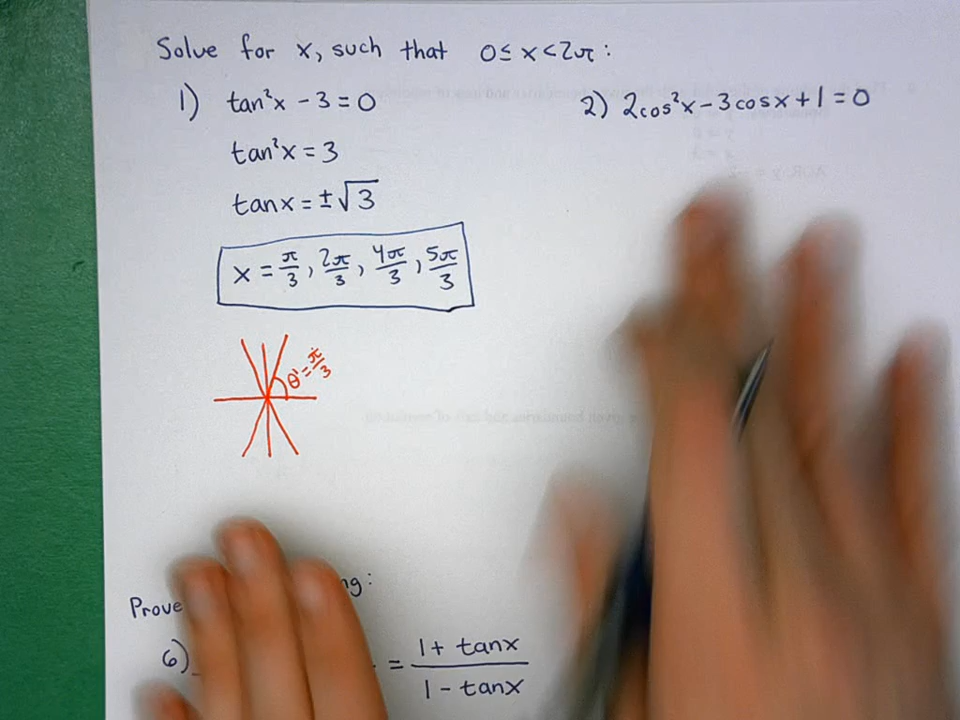 Solve for x, such that 0 ≤ x < 2π :
1) tan²x - 3 = 0
tan²x = 3
tanx = ±√3
x = π/3, 2π/3, 4π/3, 5π/3
θ' = π/3
2) 2cos²x - 3cosx + 1 = 0
Prove
:
6)
= (1 + tanx)/(1 - tanx)